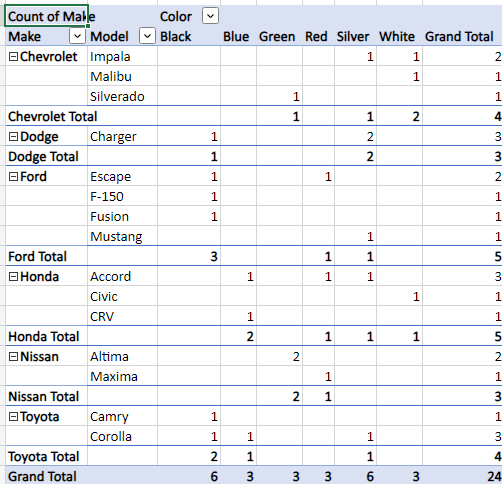 Count of Make Color
Make Model Black Blue Green Red Silver White Grand Total
Chevrolet Impala 1 1 2
Malibu 1 1
Silverado 1 1
Chevrolet Total 1 1 2 4
Dodge Charger 1 2 3
Dodge Total 1 2 3
Ford Escape 1 1 2
F-150 1 1
Fusion 1 1
Mustang 1 1
Ford Total 3 1 1 5
Honda Accord 1 1 1 3
Civic 1 1
CRV 1 1
Honda Total 2 1 1 1 5
Nissan Altima 2 2
Maxima 1 1
Nissan Total 2 1 3
Toyota Camry 1 1
Corolla 1 1 1 3
Toyota Total 2 1 1 4
Grand Total 6 3 3 3 6 3 24